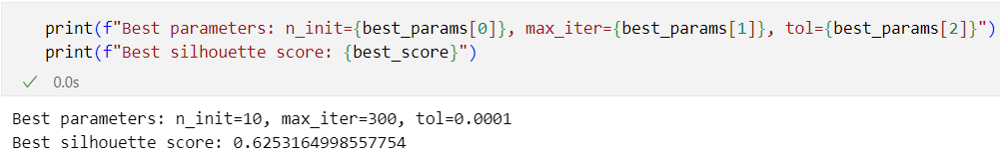 print(f"Best parameters: n_init={best_params[0]}, max_iter={best_params[1]}, tol={best_params[2]}")
print(f"Best silhouette score: {best_score}")
✓ 0.0s
Best parameters: n_init=10, max_iter=300, tol=0.0001
Best silhouette score: 0.6253164998557754